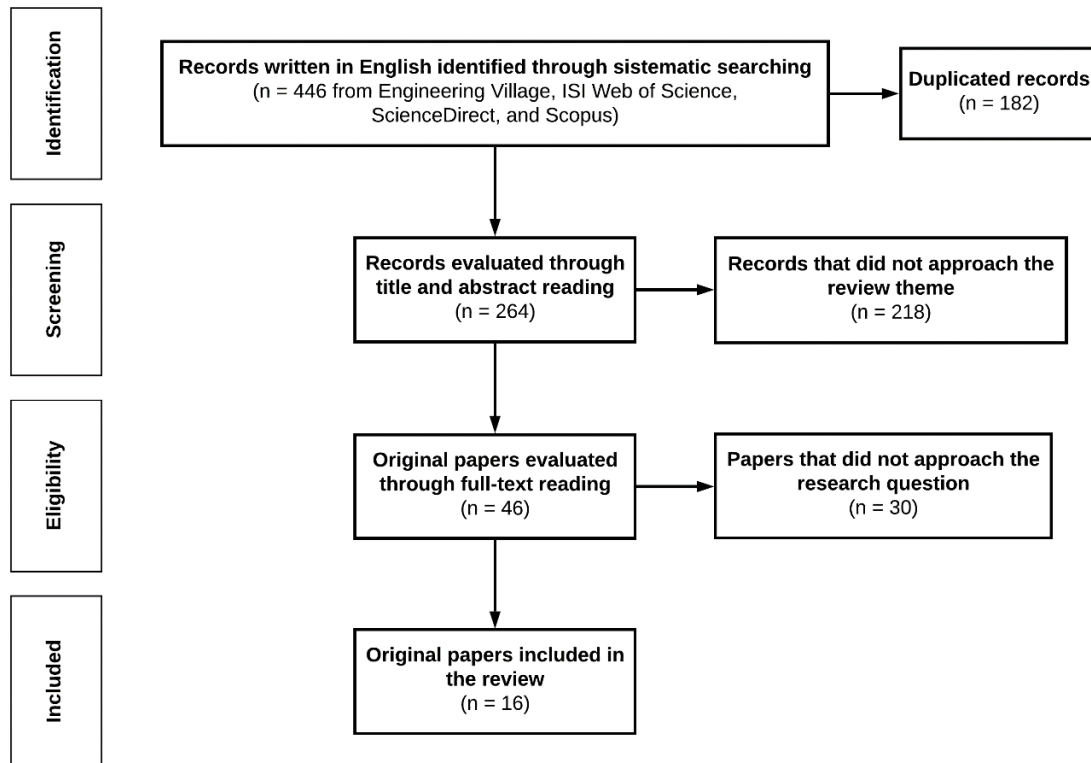 Identification
Records written in English identified through sistematic searching
(n = 446 from Engineering Village, ISI Web of Science,
ScienceDirect, and Scopus)
Duplicated records
(n = 182)
Screening
Records evaluated through
title and abstract reading
(n = 264)
Records that did not approach the
review theme
(n = 218)
Eligibility
Original papers evaluated
through full-text reading
(n = 46)
Papers that did not approach the
research question
(n = 30)
Included
Original papers included in
the review
(n = 16)